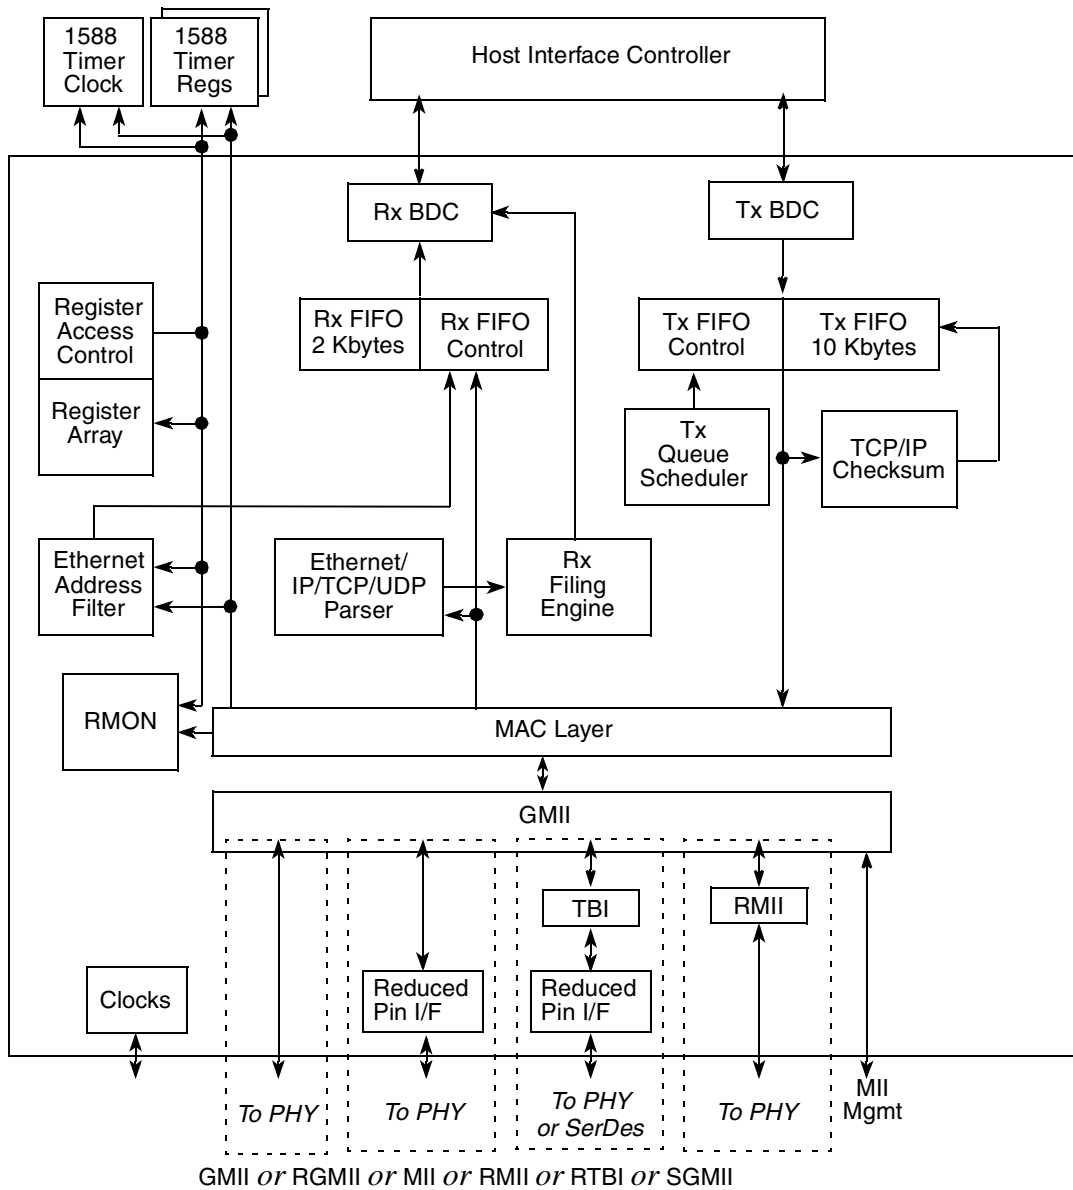 1588
Timer
Clock
1588
Timer
Regs
Host Interface Controller
Rx BDC
Tx BDC
Register
Access
Control
Rx FIFO
2 Kbytes
Rx FIFO
Control
Tx FIFO
Control
Tx FIFO
10 Kbytes
Register
Array
Tx
Queue
Scheduler
TCP/IP
Checksum
Ethernet
Address
Filter
Ethernet/
IP/TCP/UDP
Parser
Rx
Filing
Engine
RMON
MAC Layer
GMII
TBI
RMII
Clocks
Reduced
Pin I/F
Reduced
Pin I/F
To PHY
To PHY
To PHY
or SerDes
To PHY
MII
Mgmt
GMII or RGMII or MII or RMII or RTBI or SGMII